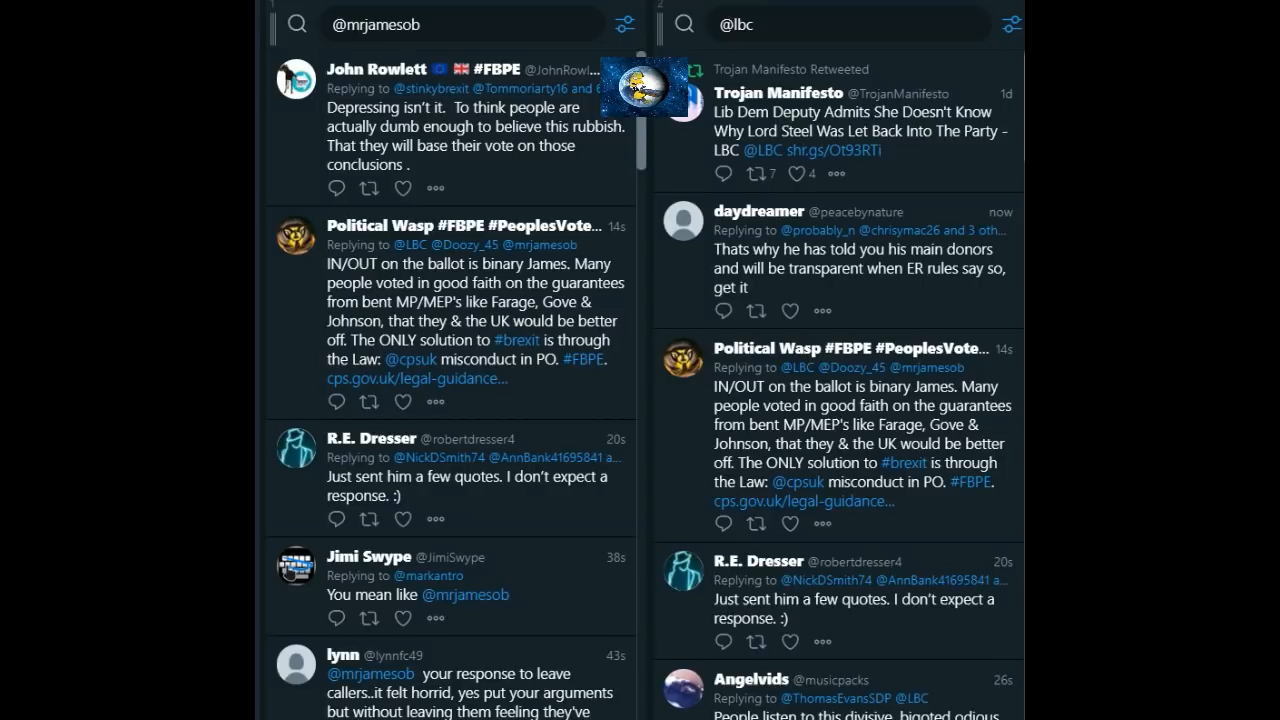 1
@mrjamesob
John Rowlett #FBPE @JohnRowl...
Replying to @stinkybrexit @Tommoriarty16 and 6
Depressing isn't it. To think people are
actually dumb enough to believe this rubbish.
That they will base their vote on those
conclusions .
Political Wasp #FBPE #PeoplesVote... 14s
Replying to @LBC @Doozy_45 @mrjamesob
IN/OUT on the ballot is binary James. Many
people voted in good faith on the guarantees
from bent MP/MEP's like Farage, Gove &
Johnson, that they & the UK would be better
off. The ONLY solution to #brexit is through
the Law: @cpsuk misconduct in PO. #FBPE.
cps.gov.uk/legal-guidance...
R.E. Dresser @robertdresser4 20s
Replying to @NickDSmith74 @AnnBank41695841 a...
Just sent him a few quotes. I don't expect a
response. :)
Jimi Swype @JimiSwype 38s
Replying to @markantro
You mean like @mrjamesob
lynn @lynnfc49 43s
@mrjamesob your response to leave
callers..it felt horrid, yes put your arguments
but without leaving them feeling they've
2
@lbc
Trojan Manifesto Retweeted
Trojan Manifesto @TrojanManifesto 1d
Lib Dem Deputy Admits She Doesn't Know
Why Lord Steel Was Let Back Into The Party -
LBC @LBC shr.gs/Ot93RTi
7 4
daydreamer @peacebynature now
Replying to @probably_n @chrisymac26 and 3 oth...
Thats why he has told you his main donors
and will be transparent when ER rules say so,
get it
Political Wasp #FBPE #PeoplesVote... 14s
Replying to @LBC @Doozy_45 @mrjamesob
IN/OUT on the ballot is binary James. Many
people voted in good faith on the guarantees
from bent MP/MEP's like Farage, Gove &
Johnson, that they & the UK would be better
off. The ONLY solution to #brexit is through
the Law: @cpsuk misconduct in PO. #FBPE.
cps.gov.uk/legal-guidance...
R.E. Dresser @robertdresser4 20s
Replying to @NickDSmith74 @AnnBank41695841 a...
Just sent him a few quotes. I don't expect a
response. :)
Angelvids @musicpacks 26s
Replying to @ThomasEvansSDP @LBC
People listen to this divisive, bigoted odious